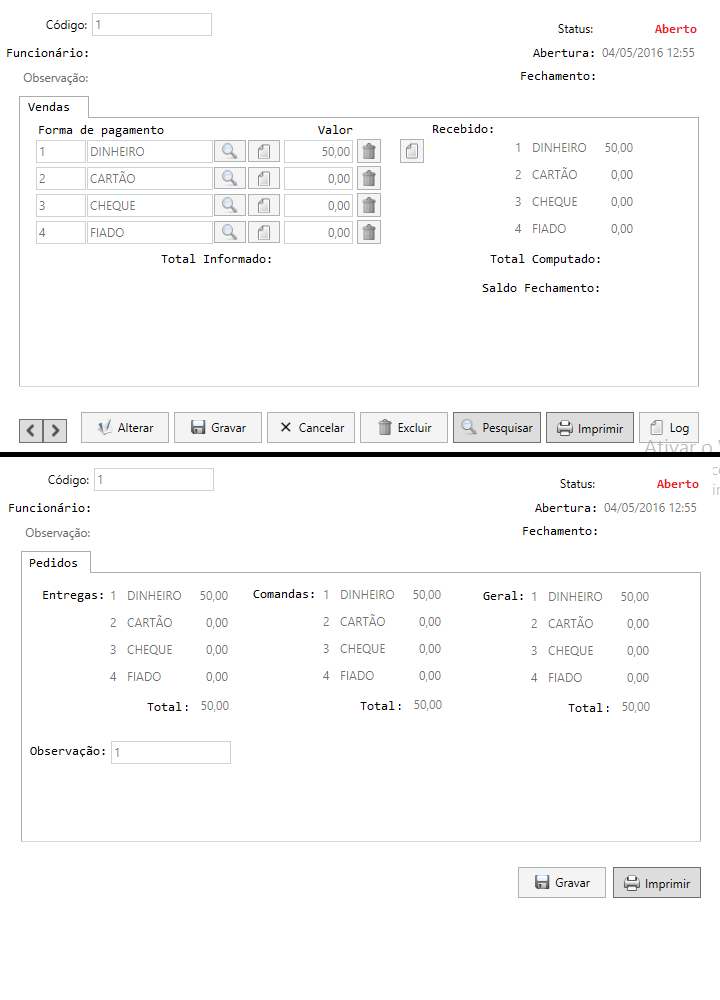 Código: 1
Status: Aberto
Funcionário:
Abertura: 04/05/2016 12:55
Observação:
Fechamento:
Vendas
Forma de pagamento Valor Recebido:
1 DINHEIRO 50,00 1 DINHEIRO 50,00
2 CARTÃO 0,00 2 CARTÃO 0,00
3 CHEQUE 0,00 3 CHEQUE 0,00
4 FIADO 0,00 4 FIADO 0,00
Total Informado: Total Computado:
Saldo Fechamento:
Alterar Gravar Cancelar Excluir Pesquisar Imprimir Log
Ativar o
Código: 1
Status: Aberto
Funcionário:
Abertura: 04/05/2016 12:55
Observação:
Fechamento:
Pedidos
Entregas: 1 DINHEIRO 50,00 Comandas: 1 DINHEIRO 50,00 Geral: 1 DINHEIRO 50,00
2 CARTÃO 0,00 2 CARTÃO 0,00 2 CARTÃO 0,00
3 CHEQUE 0,00 3 CHEQUE 0,00 3 CHEQUE 0,00
4 FIADO 0,00 4 FIADO 0,00 4 FIADO 0,00
Total: 50,00 Total: 50,00 Total: 50,00
Observação: 1
Gravar Imprimir